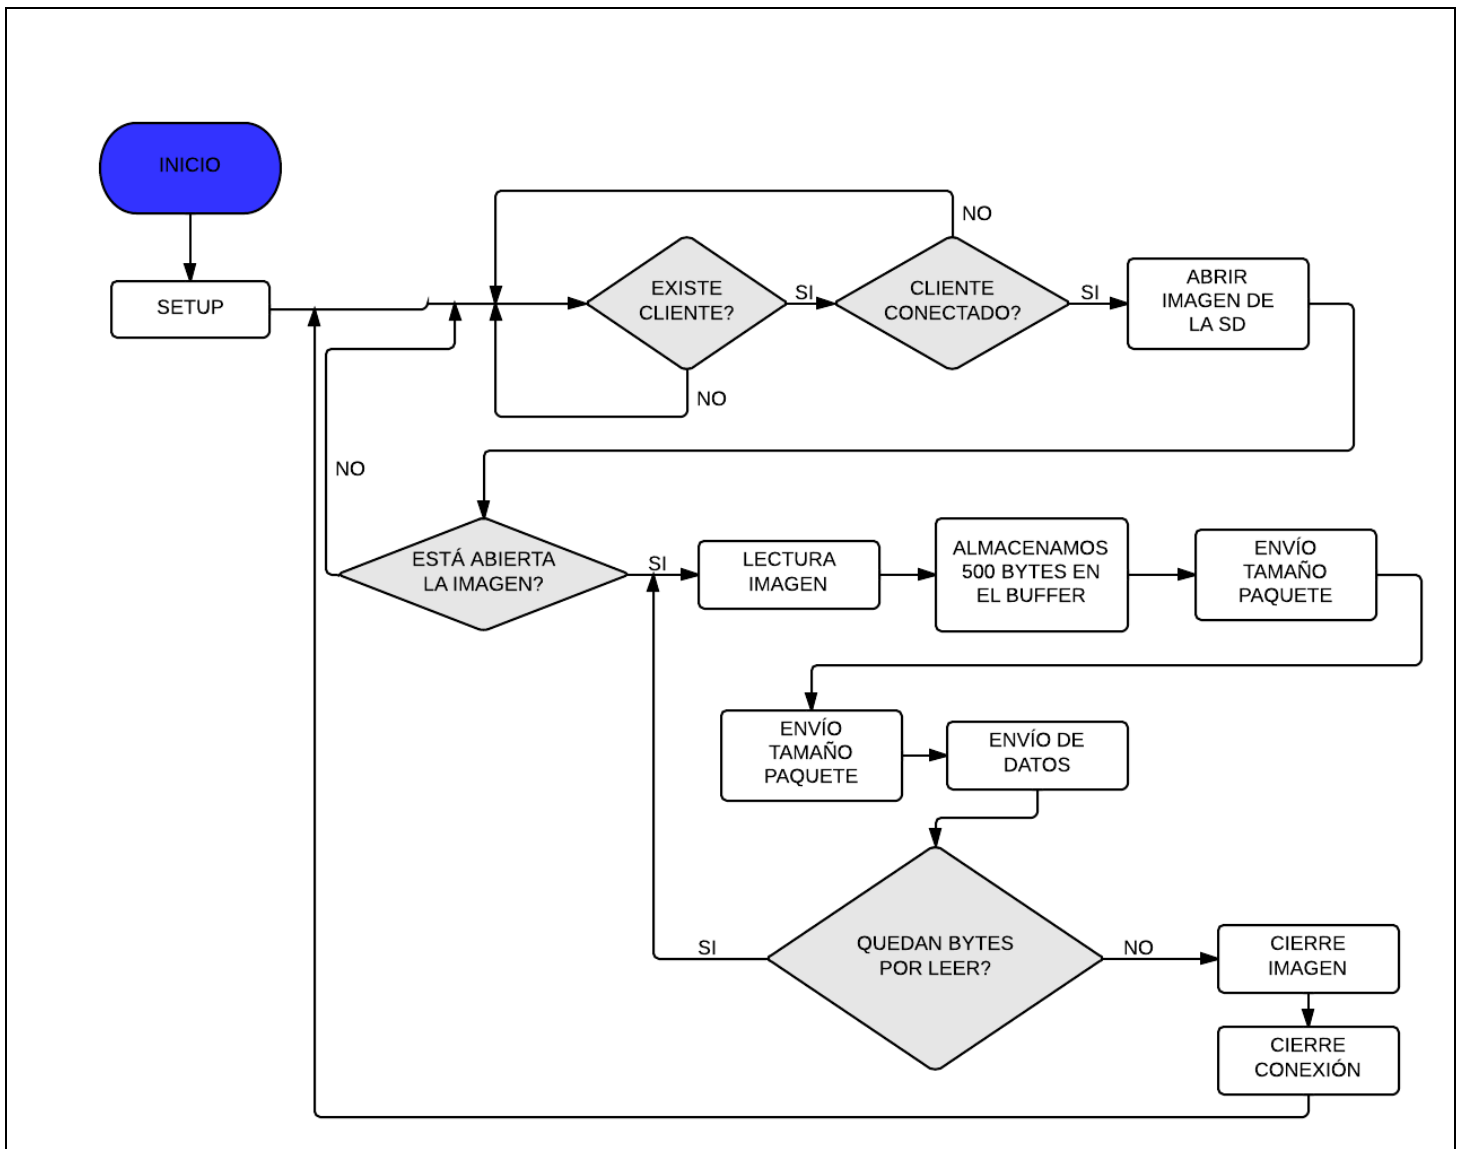 INICIO
SETUP
NO
EXISTE
CLIENTE?
SI
CLIENTE
CONECTADO?
SI
ABRIR
IMAGEN DE
LA SD
NO
NO
ESTÁ ABIERTA
LA IMAGEN?
SI
LECTURA
IMAGEN
ALMACENAMOS
500 BYTES EN
EL BUFFER
ENVÍO
TAMAÑO
PAQUETE
ENVÍO
TAMAÑO
PAQUETE
ENVÍO DE
DATOS
QUEDAN BYTES
POR LEER?
SI
NO
CIERRE
IMAGEN
CIERRE
CONEXIÓN